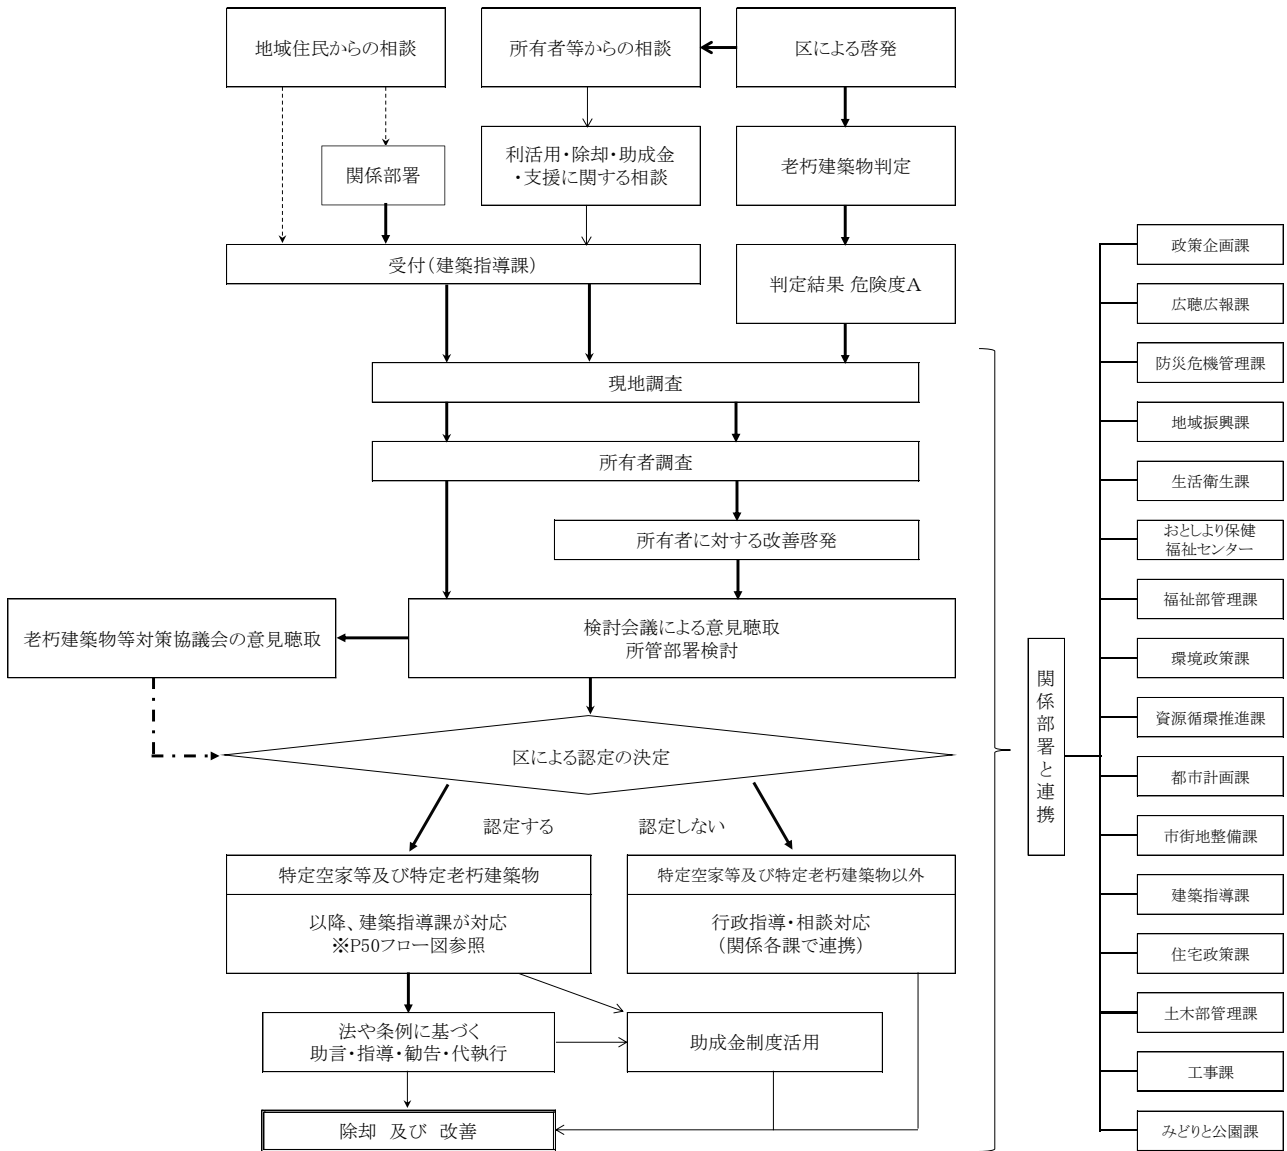 地域住民からの相談
所有者等からの相談
区による啓発
関係部署
利活用・除却・助成金
・支援に関する相談
老朽建築物判定
受付（建築指導課）
判定結果 危険度A
現地調査
所有者調査
所有者に対する改善啓発
検討会議による意見聴取
所管部署検討
老朽建築物等対策協議会の意見聴取
区による認定の決定
認定する
認定しない
特定空家等及び特定老朽建築物
以降、建築指導課が対応
※P50フロー図参照
特定空家等及び特定老朽建築物以外
行政指導・相談対応
（関係各課で連携）
法や条例に基づく
助言・指導・勧告・代執行
助成金制度活用
除却 及び 改善
関係部署と連携
政策企画課
広聴広報課
防災危機管理課
地域振興課
生活衛生課
おとしより保健
福祉センター
福祉部管理課
環境政策課
資源循環推進課
都市計画課
市街地整備課
建築指導課
住宅政策課
土木部管理課
工事課
みどりと公園課